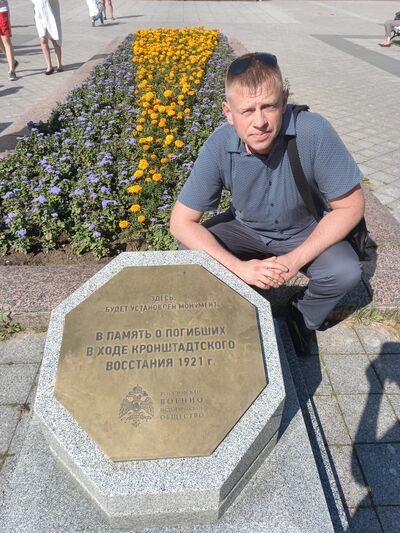 ЗДЕСЬ
БУДЕТ УСТАНОВЛЕН МОНУМЕНТ
В ПАМЯТЬ О ПОГИБШИХ
В ХОДЕ КРОНШТАДТСКОГО
ВОССТАНИЯ 1921 г.
РОССИЙСКОЕ
ВОЕННО
ИСТОРИЧЕСКОЕ
ОБЩЕСТВО